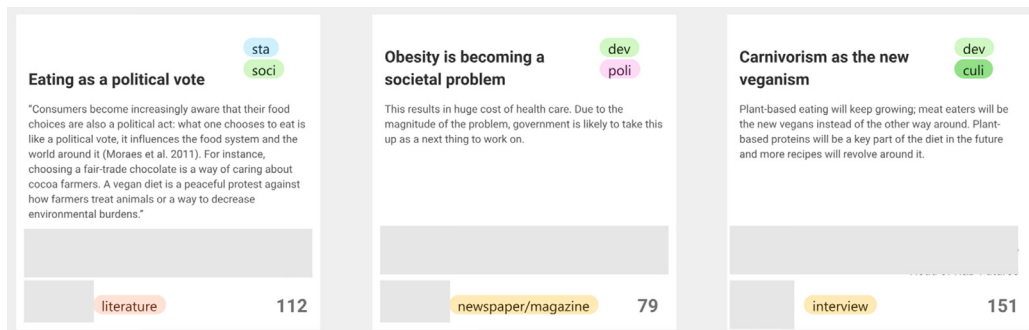 sta
soci
Eating as a political vote
"Consumers become increasingly aware that their food
choices are also a political act: what one chooses to eat is
like a political vote, it influences the food system and the
world around it (Moraes et al. 2011). For instance,
choosing a fair-trade chocolate is a way of caring about
cocoa farmers. A vegan diet is a peaceful protest against
how farmers treat animals or a way to decrease
environmental burdens."
literature
112
dev
poli
Obesity is becoming a
societal problem
This results in huge cost of health care. Due to the
magnitude of the problem, government is likely to take this
up as a next thing to work on.
newspaper/magazine
79
dev
culi
Carnivorism as the new
veganism
Plant-based eating will keep growing; meat eaters will be
the new vegans instead of the other way around. Plant-
based proteins will be a key part of the diet in the future
and more recipes will revolve around it.
interview
151